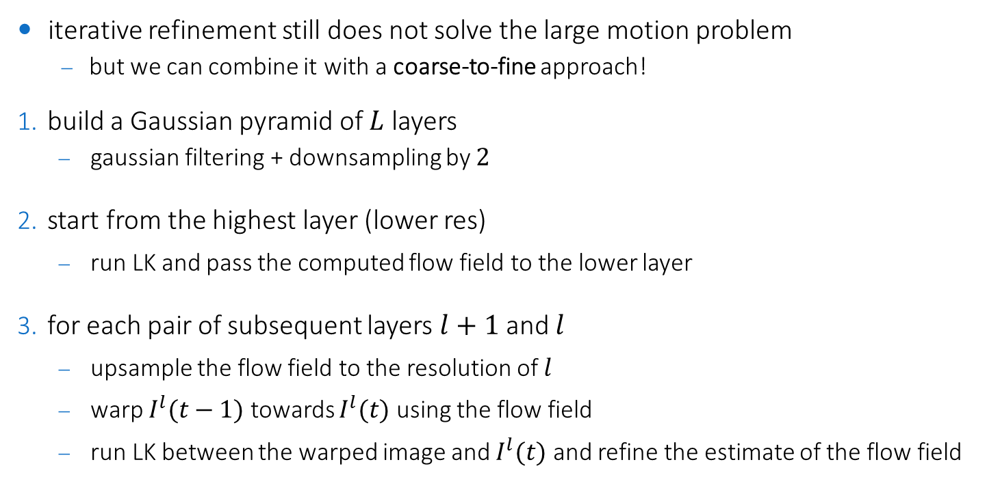 • iterative refinement still does not solve the large motion problem
– but we can combine it with a coarse-to-fine approach!
1. build a Gaussian pyramid of L layers
– gaussian filtering + downsampling by 2
2. start from the highest layer (lower res)
– run LK and pass the computed flow field to the lower layer
3. for each pair of subsequent layers l + 1 and l
– upsample the flow field to the resolution of l
– warp Iˡ(t − 1) towards Iˡ(t) using the flow field
– run LK between the warped image and Iˡ(t) and refine the estimate of the flow field